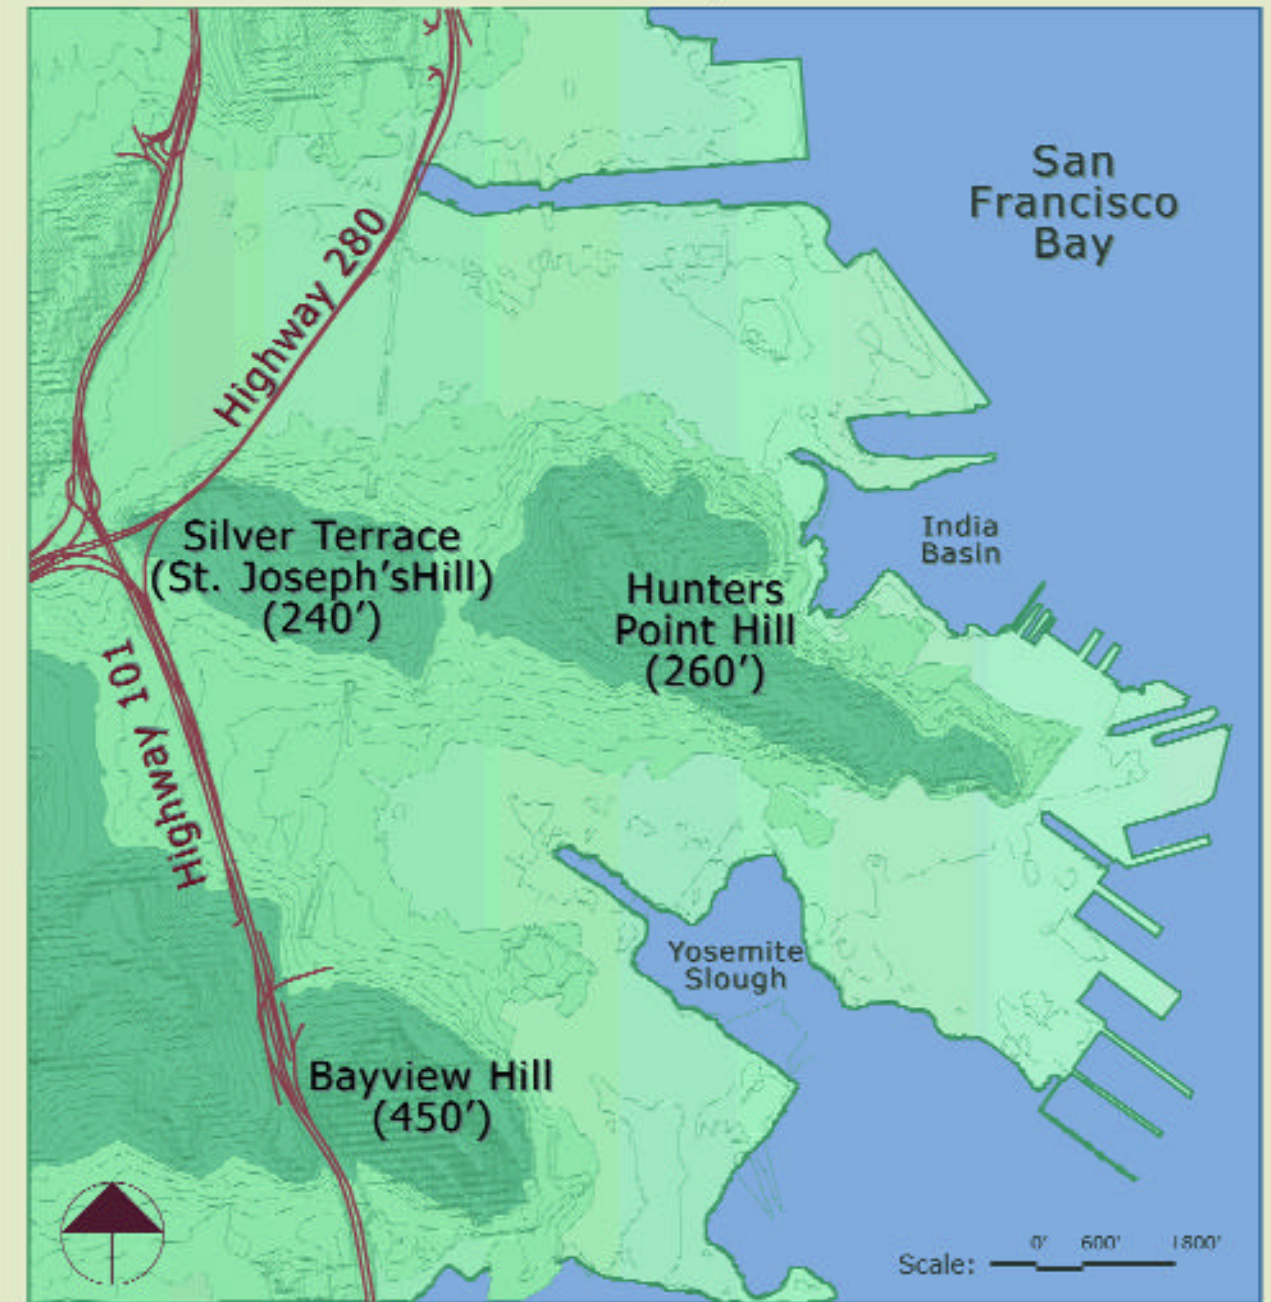 San
Francisco
Bay
Highway 280
India
Basin
Silver Terrace
(St. Joseph'sHill)
(240')
Hunters
Point Hill
(260')
Highway 101
Yosemite
Slough
Bayview Hill
(450')
Scale:
0' 600' 1800'